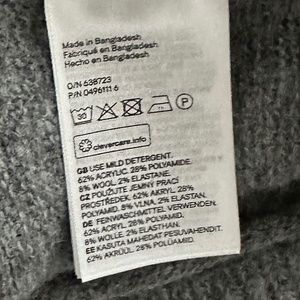 Made in Bangladesh
Fabriqué en Bangladesh
Hecho en Bangladesh
O/N 638723
P/N 0496111 6
30
P
clevercare.info
GB USE MILD DETERGENT.
62% ACRYLIC. 28% POLYAMIDE.
8% WOOL. 2% ELASTANE.
CZ POUŽIJTE JEMNÝ PRACÍ
PROSTŘEDEK. 62% AKRYL. 28%
POLYAMID. 8% VLNA. 2% ELASTAN.
DE FEINWASCHMITTEL VERWENDEN.
62% ACRYL. 28% POLYAMID.
8% WOLLE. 2% ELASTHAN.
EE KASUTA MAHEDAT PESUVAHENDIT.
62% AKRÜÜL. 28% POLÜAMIID.